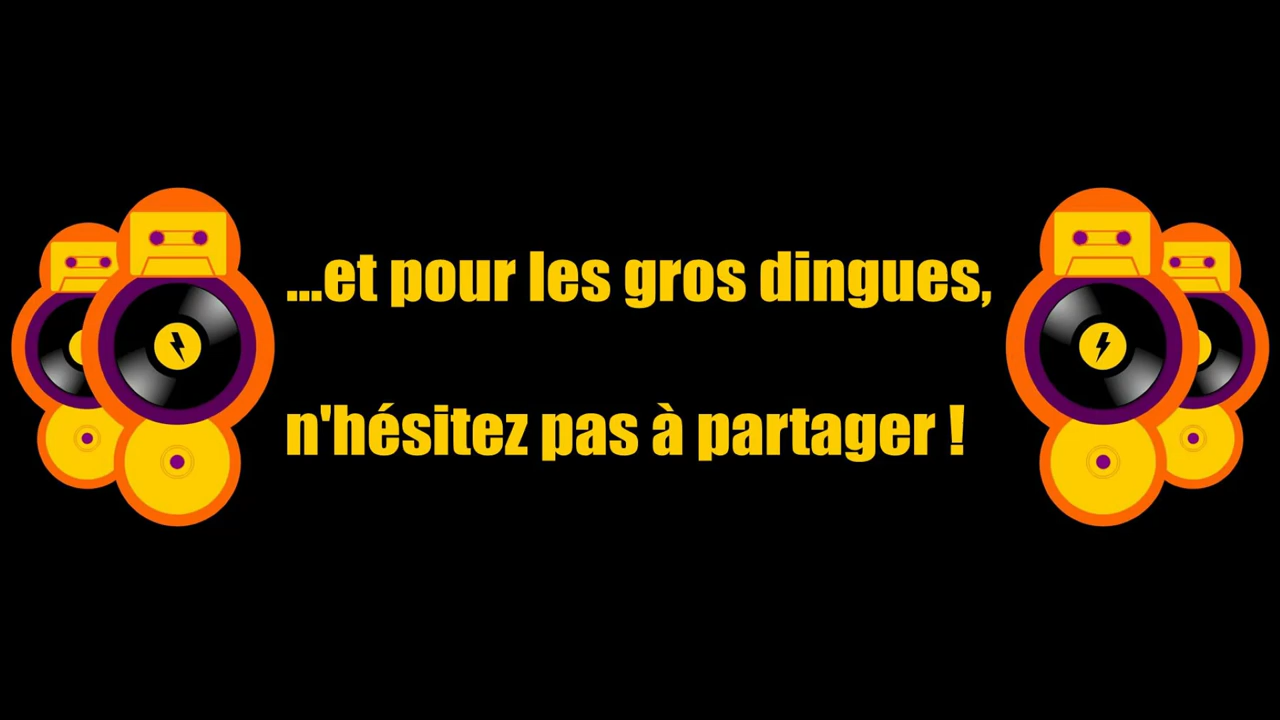 ...et pour les gros dingues,
n'hésitez pas à partager !